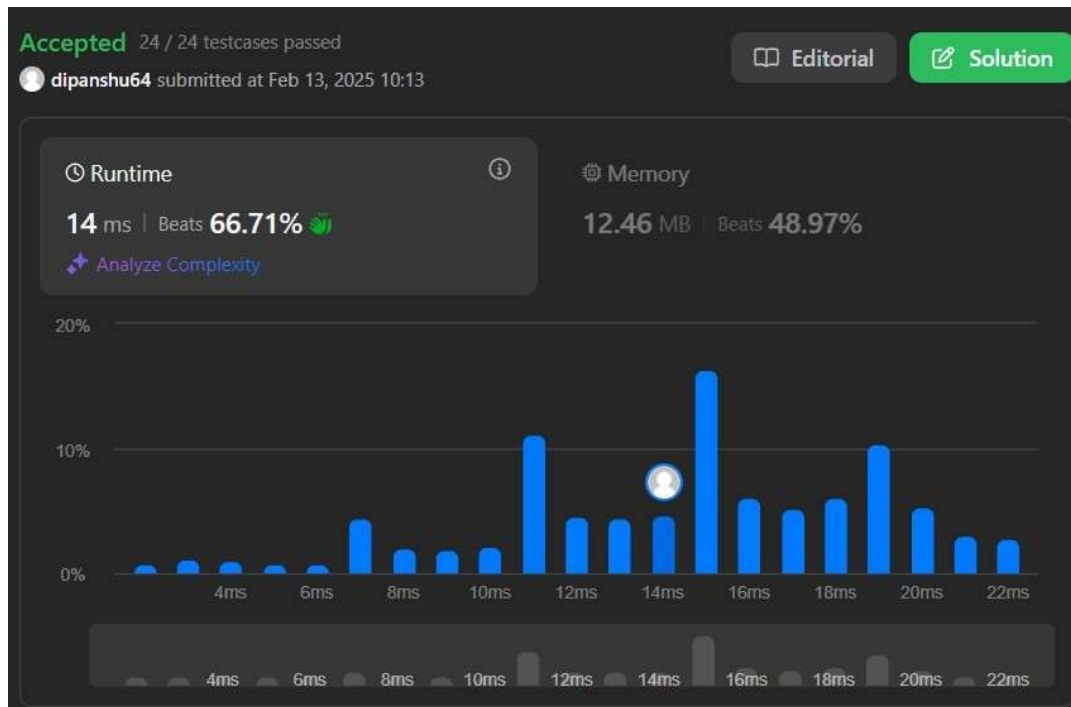 Accepted 24 / 24 testcases passed
Editorial
Solution
dipanshu64 submitted at Feb 13, 2025 10:13
Runtime
14 ms | Beats 66.71%
Analyze Complexity
Memory
12.46 MB | Beats 48.97%
20%
10%
0%
4ms 6ms 8ms 10ms 12ms 14ms 16ms 18ms 20ms 22ms
4ms 6ms 8ms 10ms 12ms 14ms 16ms 18ms 20ms 22ms